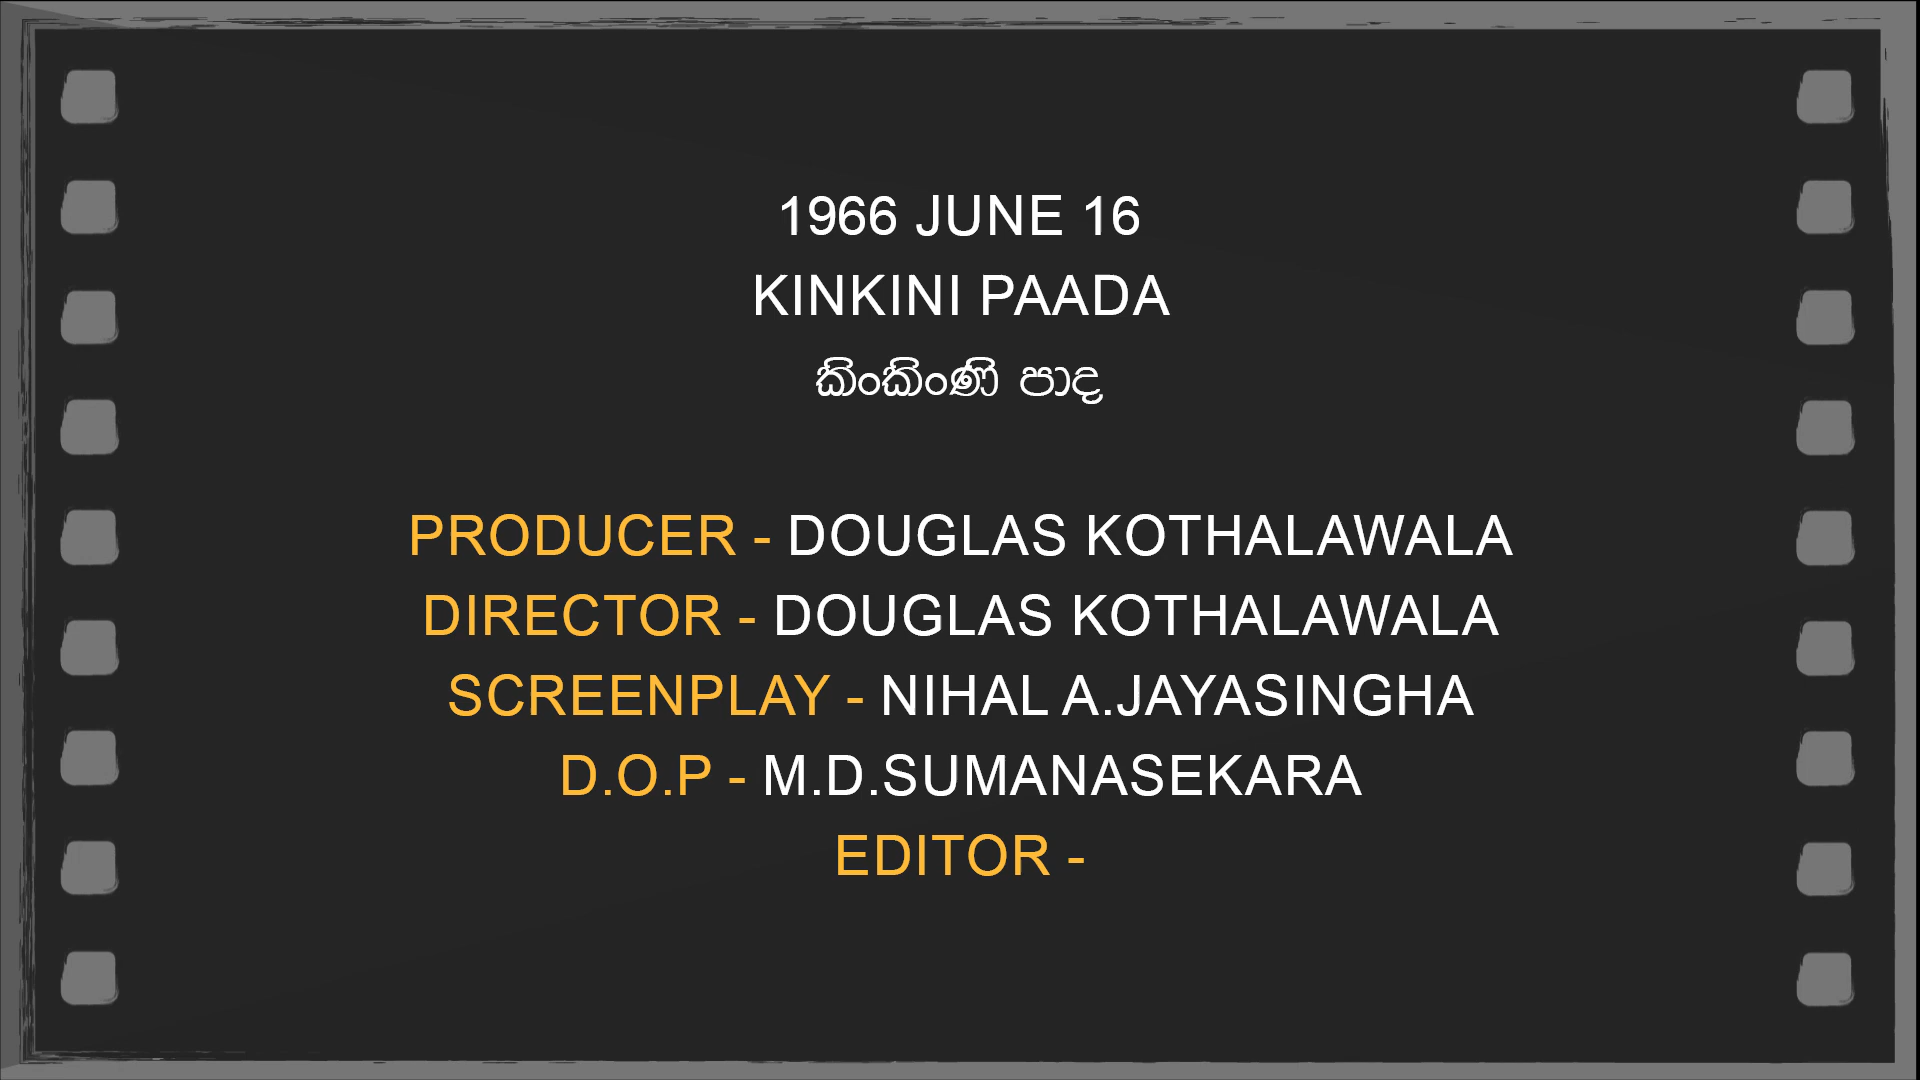 1966 JUNE 16
KINKINI PAADA
කිංකිංණි පාද
PRODUCER - DOUGLAS KOTHALAWALA
DIRECTOR - DOUGLAS KOTHALAWALA
SCREENPLAY - NIHAL A.JAYASINGHA
D.O.P - M.D.SUMANASEKARA
EDITOR -